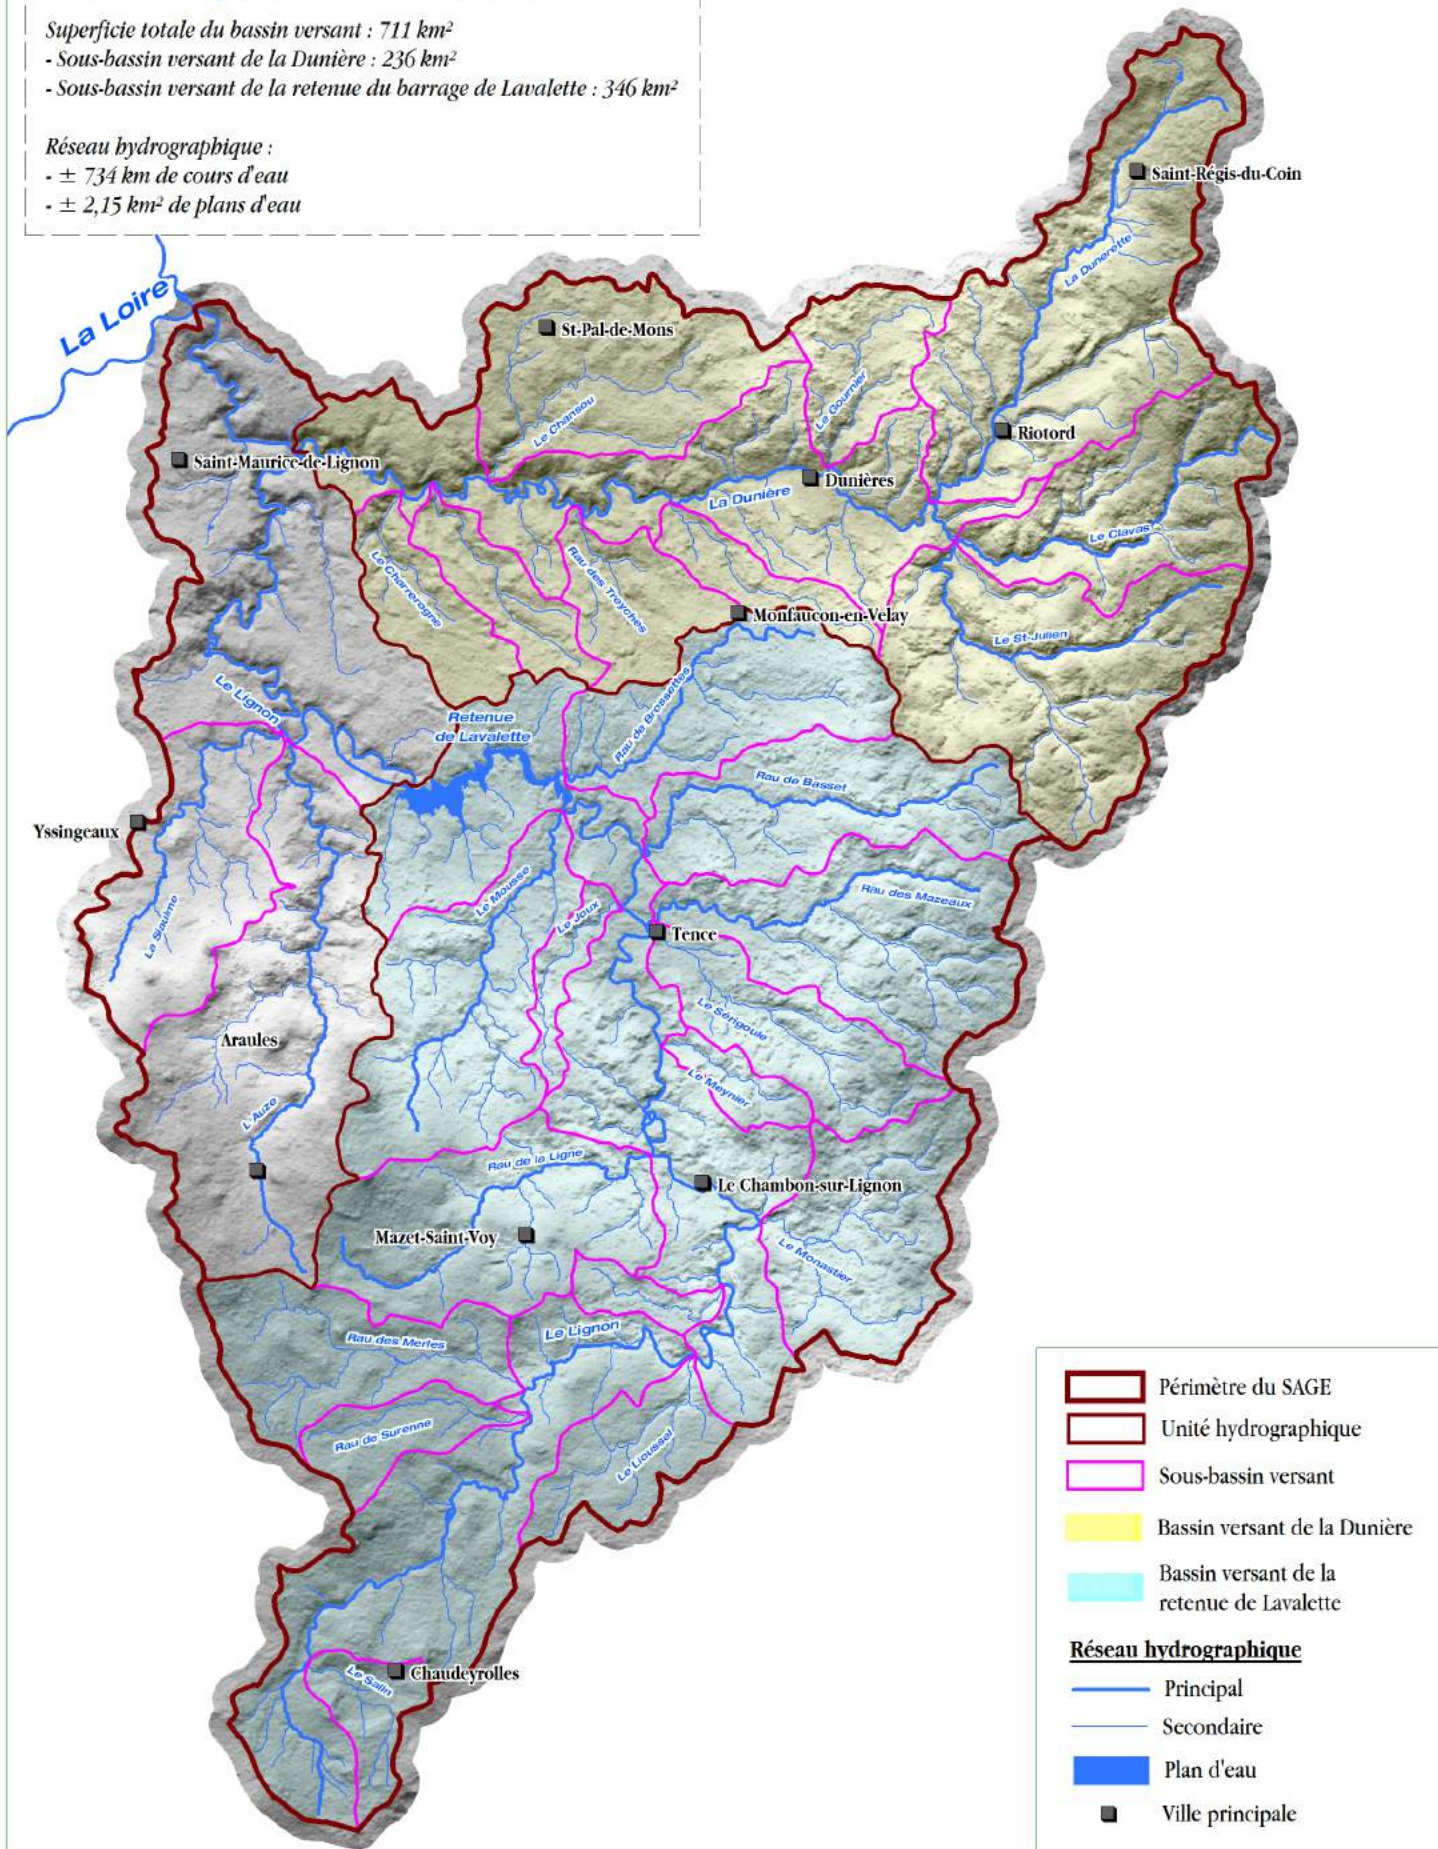 Superficie totale du bassin versant : 711 km²
- Sous-bassin versant de la Dunière : 236 km²
- Sous-bassin versant de la retenue du barrage de Lavalette : 346 km²
Réseau hydrographique :
- ± 734 km de cours d'eau
- ± 2,15 km² de plans d'eau
Saint-Régis-du-Coin
La Dunerette
La Loire
St-Pal-de-Mons
Le Chansou
Le Gournier
Riotord
Saint-Maurice-de-Lignon
Dunières
La Dunière
Le Clavas
Le Charreragne
Rau des Treyches
Monfaucon-en-Velay
Le St-Julien
Le Lignon
Rau de Brossettes
Retenue
de Lavalette
Rau de Basset
Yssingeaux
Le Mousse
Rau des Mazeaux
La Siaulme
Le Joux
Tence
Le Sérigoule
Araules
Le Meynier
L'Auze
Rau de la Ligne
Le Chambon-sur-Lignon
Mazet-Saint-Voy
Le Monastier
Le Lignon
Rau des Merles
Rau de Surenne
Le Lioussel
Le Salin
Chaudeyrolles
Périmètre du SAGE
Unité hydrographique
Sous-bassin versant
Bassin versant de la Dunière
Bassin versant de la
retenue de Lavalette
Réseau hydrographique
Principal
Secondaire
Plan d'eau
Ville principale